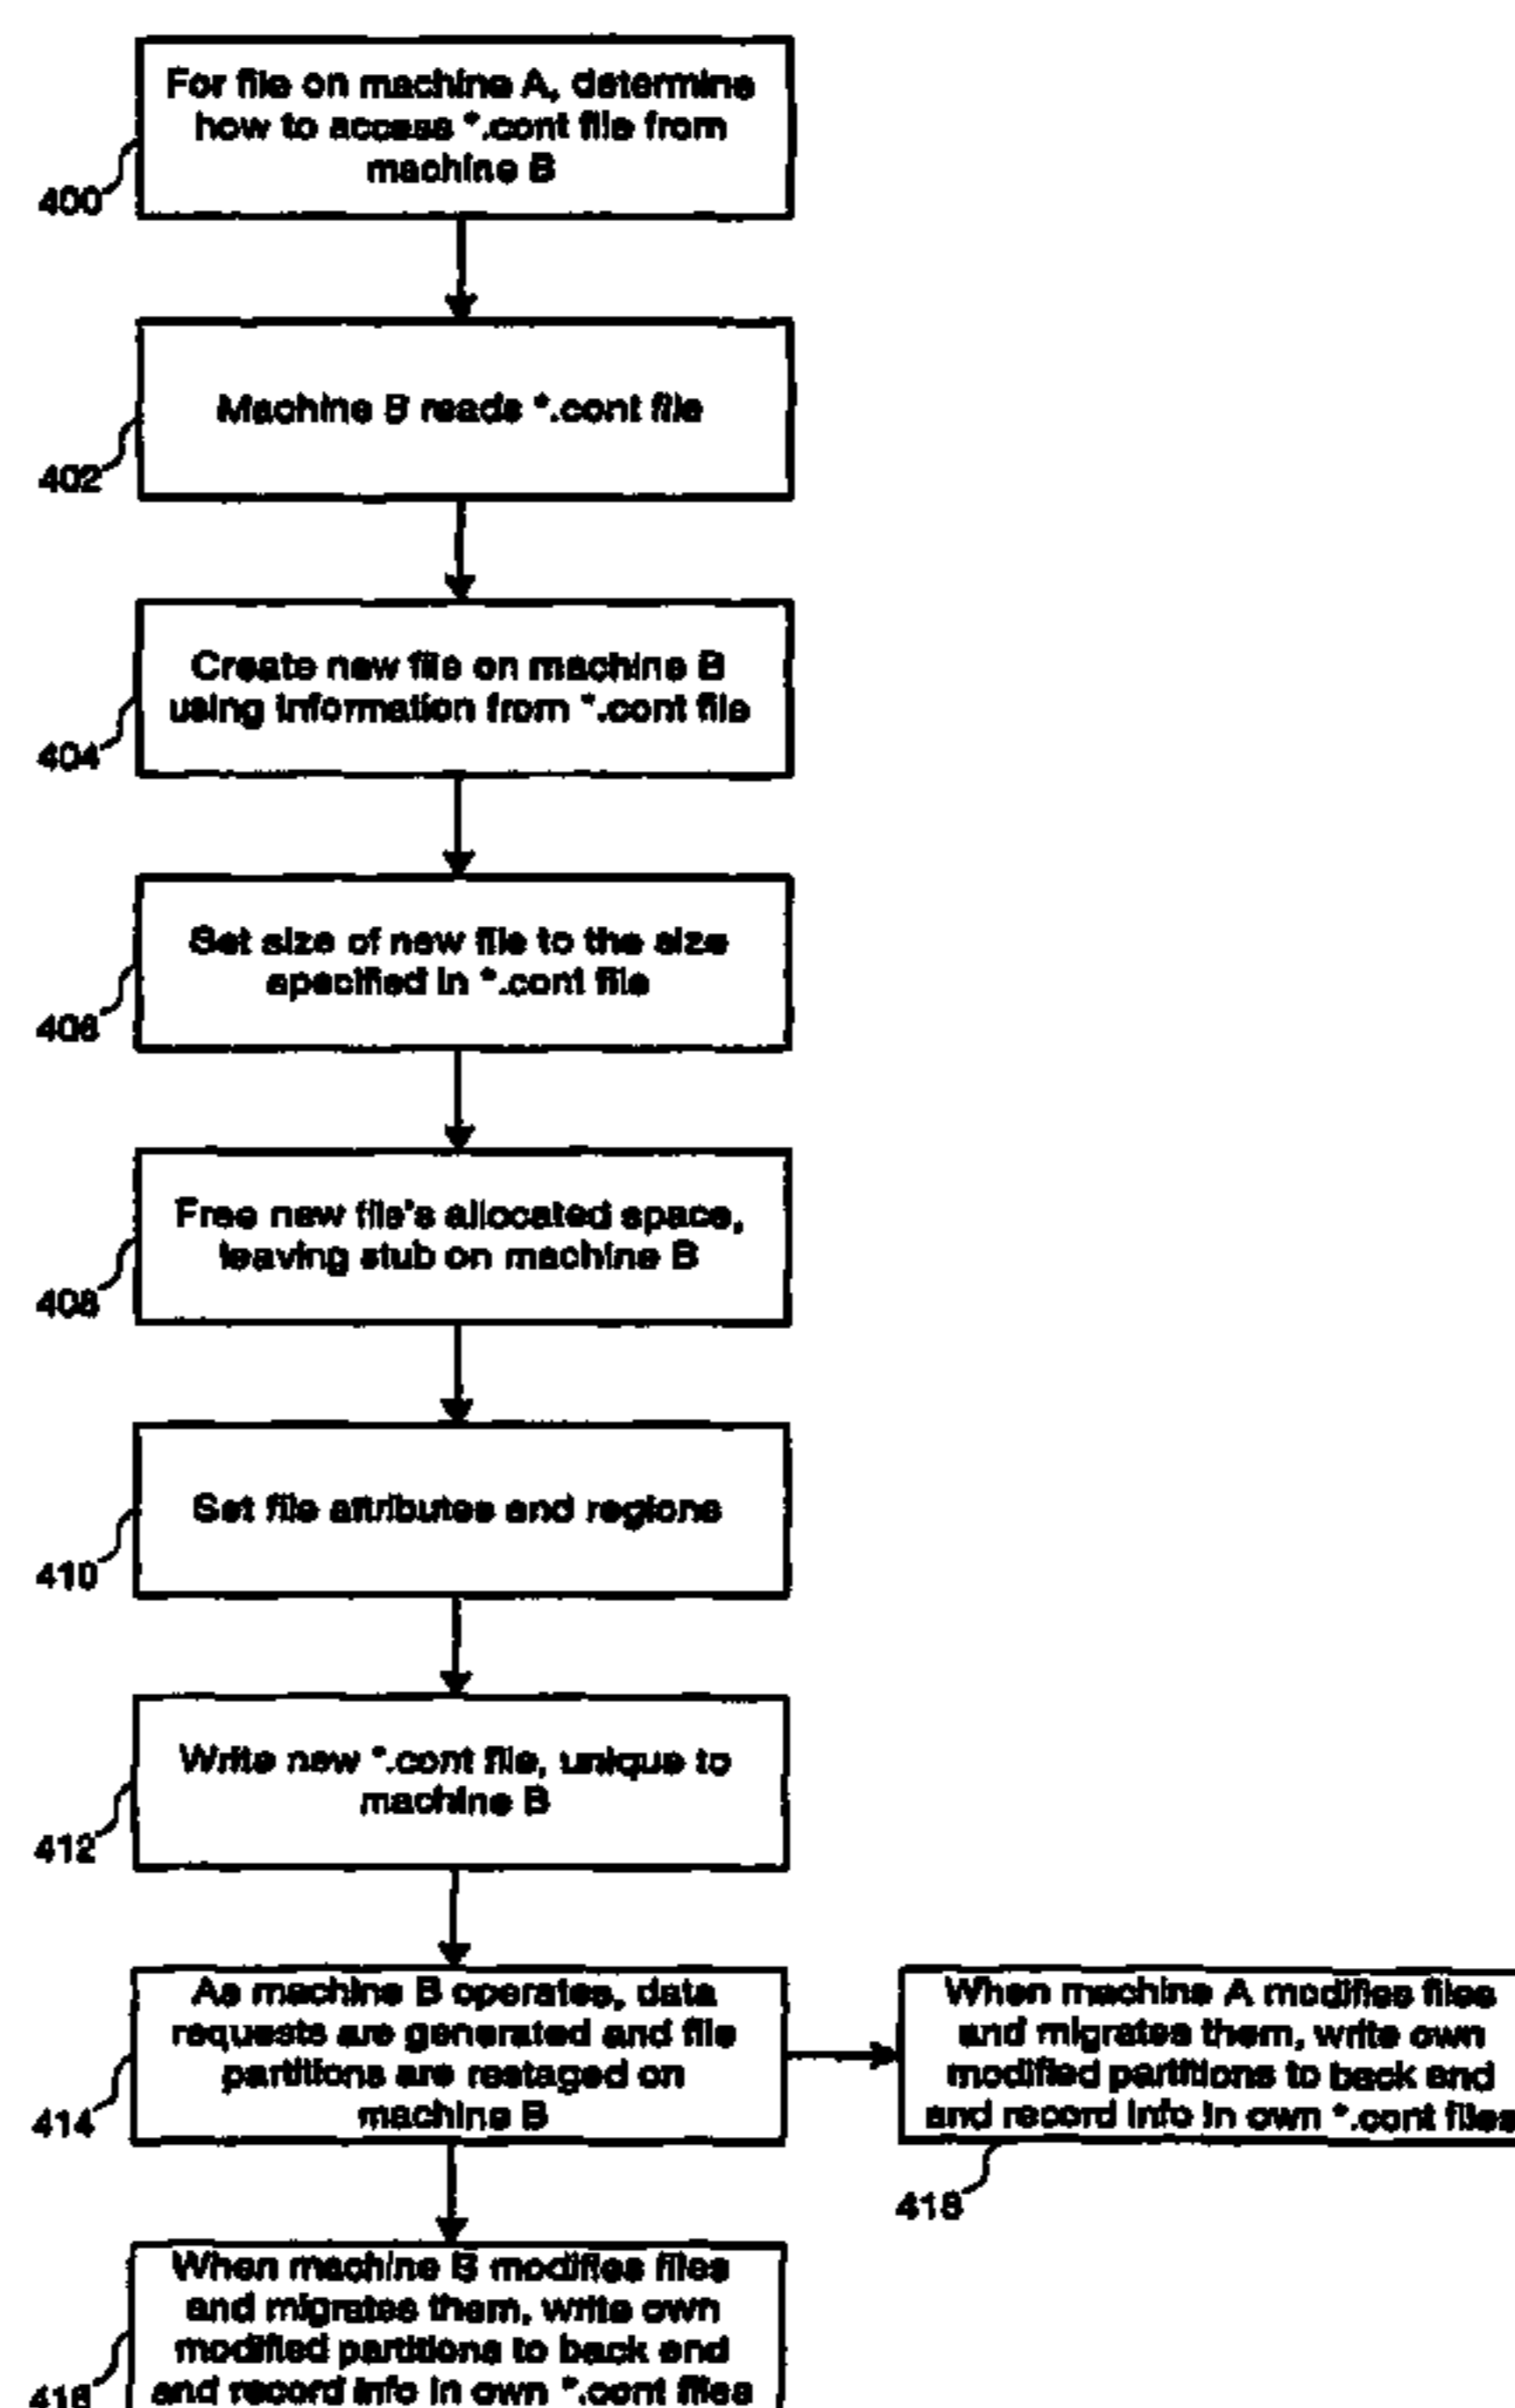 For file on machine A, determine
how to access *.cont file from
machine B
400
Machine B reads *.cont file
402
Create new file on machine B
using information from *.cont file
404
Set size of new file to the size
specified in *.cont file
406
Free new file's allocated space,
leaving stub on machine B
408
Set file attributes and regions
410
Write new *.cont file, unique to
machine B
412
As machine B operates, data
requests are generated and file
partitions are restaged on
machine B
414
When machine A modifies files
and migrates them, write own
modified partitions to back end
and record info in own *.cont files
418
When machine B modifies files
and migrates them, write own
modified partitions to back end
and record info in own *.cont files
416